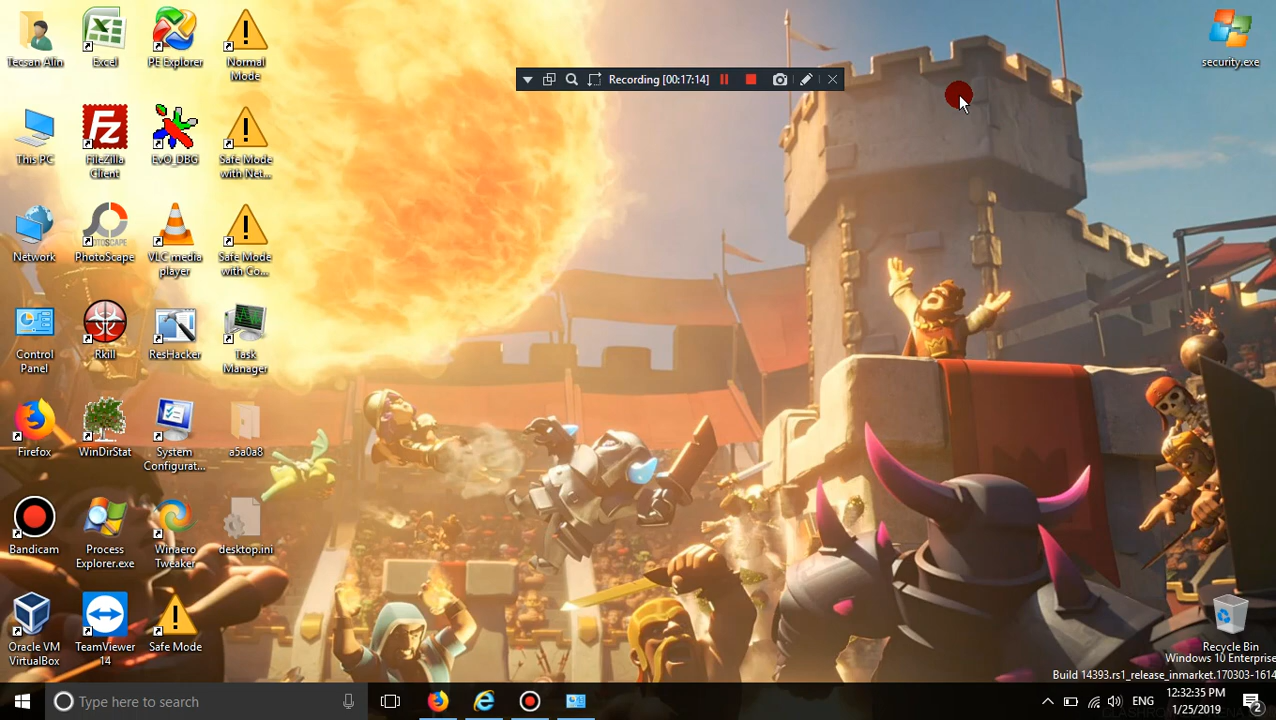 Tecsan Alin
Excel
PE Explorer
Normal
Mode
security.exe
Recording [00:17:14]
This PC
FileZilla
Client
EvO_DBG
Safe Mode
with Net...
Network
PhotoScape
PHOTOSCAPE
VLC media
player
Safe Mode
with Co...
Control
Panel
Rkill
ResHacker
Task
Manager
Firefox
WinDirStat
System
Configurat...
a5a0a8
Bandicam
Process
Explorer.exe
Winaero
Tweaker
desktop.ini
Oracle VM
VirtualBox
TeamViewer
14
Safe Mode
Recycle Bin
Windows 10 Enterprise
Build 14393.rs1_release_inmarket.170303-1614
Type here to search
ENG
12:32:35 PM
1/25/2019
2